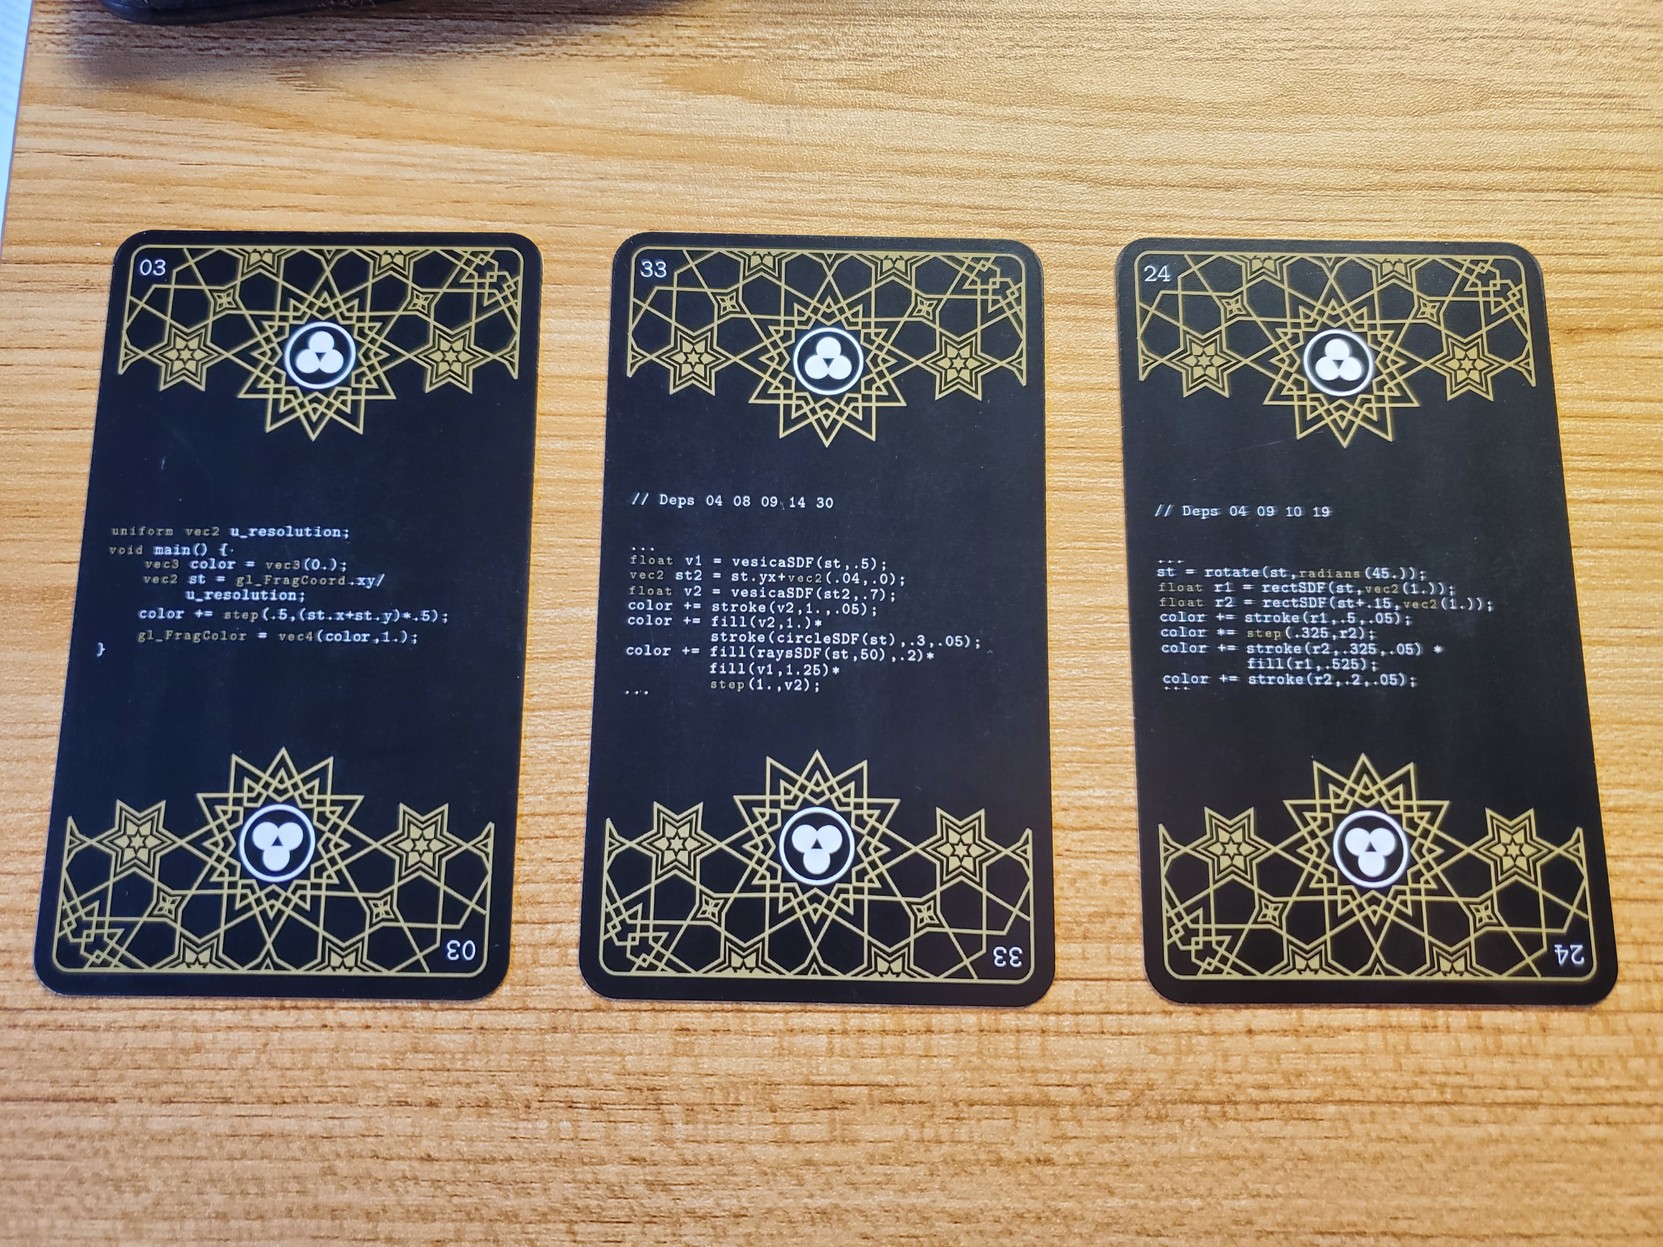 03
uniform vec2 u_resolution;
void main() {
vec3 color = vec3(0.);
vec2 st = gl_FragCoord.xy/
u_resolution;
color += step(.5,(st.x+st.y)*.5);
gl_FragColor = vec4(color,1.);
}
03
33
// Deps 04 08 09 14 30
...
float v1 = vesicaSDF(st,.5);
vec2 st2 = st.yx+vec2(.04,.0);
float v2 = vesicaSDF(st2,.7);
color += stroke(v2,1.,.05);
color += fill(v2,1.)*
stroke(circleSDF(st),.3,.05);
color += fill(raysSDF(st,50),.2)*
fill(v1,1.25)*
step(1.,v2);
...
33
24
// Deps 04 09 10 19
...
st = rotate(st,radians(45.));
float r1 = rectSDF(st,vec2(1.));
float r2 = rectSDF(st+.15,vec2(1.));
color += stroke(r1,.5,.05);
color *= step(.325,r2);
color += stroke(r2,.325,.05) *
fill(r1,.525);
color += stroke(r2,.2,.05);
...
24